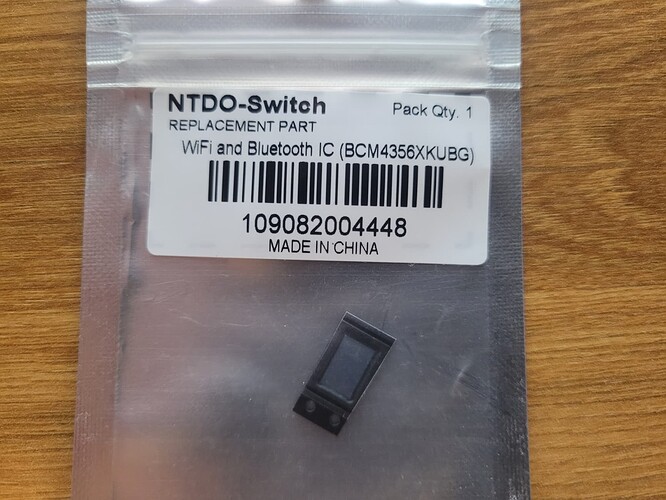 NTDO-Switch
Pack Qty. 1
REPLACEMENT PART
WiFi and Bluetooth IC (BCM4356XKUBG)
109082004448
MADE IN CHINA